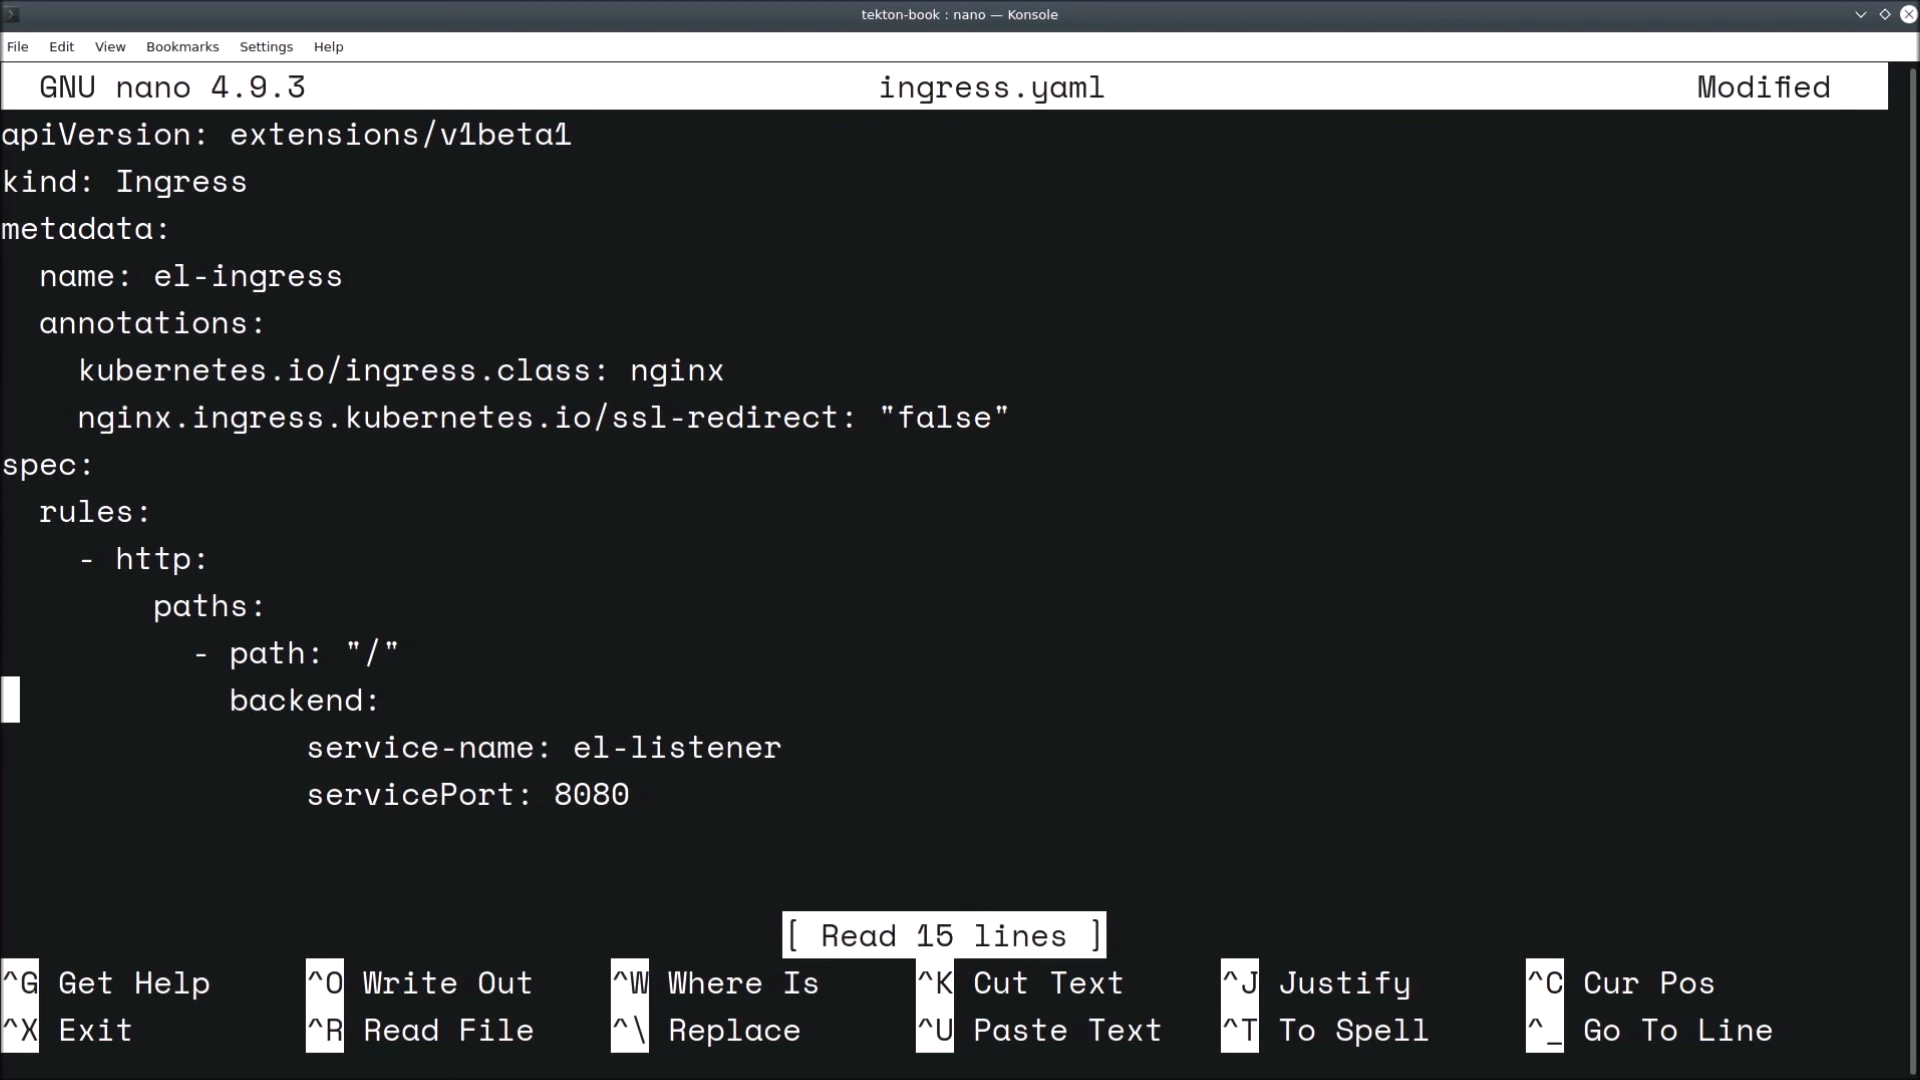 tekton-book : nano — Konsole
File Edit View Bookmarks Settings Help
GNU nano 4.9.3 ingress.yaml Modified
apiVersion: extensions/v1beta1
kind: Ingress
metadata:
  name: el-ingress
  annotations:
    kubernetes.io/ingress.class: nginx
    nginx.ingress.kubernetes.io/ssl-redirect: "false"
spec:
  rules:
    - http:
        paths:
          - path: "/"
            backend:
                service-name: el-listener
                servicePort: 8080
[ Read 15 lines ]
^G Get Help ^O Write Out ^W Where Is ^K Cut Text ^J Justify ^C Cur Pos
^X Exit ^R Read File ^\ Replace ^U Paste Text ^T To Spell ^_ Go To Line